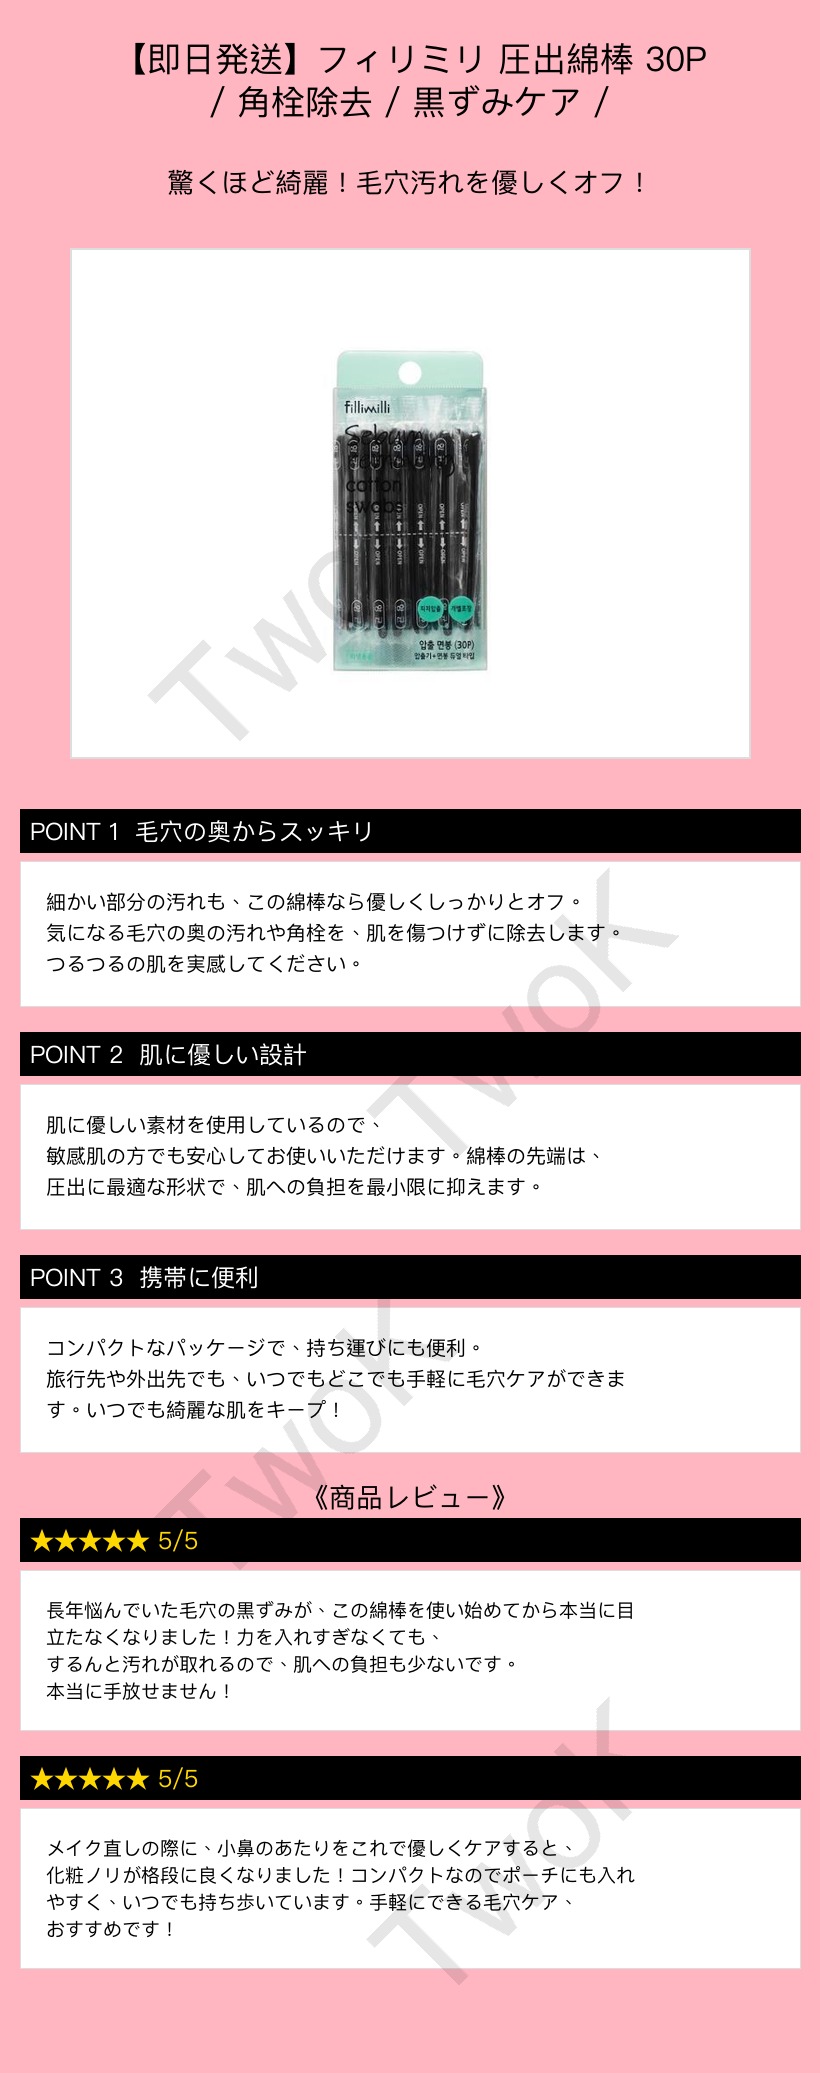 【即日発送】フィリミリ 圧出綿棒 30P
/ 角栓除去 / 黒ずみケア /
驚くほど綺麗！毛穴汚れを優しくオフ！
fillimilli
Sebum
removing
cotton
swabs
피지압출
개별포장
압출 면봉 (30P)
압출기+면봉 듀얼 타입
POINT 1 毛穴の奥からスッキリ
細かい部分の汚れも、この綿棒なら優しくしっかりとオフ。
気になる毛穴の奥の汚れや角栓を、肌を傷つけずに除去します。
つるつるの肌を実感してください。
POINT 2 肌に優しい設計
肌に優しい素材を使用しているので、
敏感肌の方でも安心してお使いいただけます。綿棒の先端は、
圧出に最適な形状で、肌への負担を最小限に抑えます。
POINT 3 携帯に便利
コンパクトなパッケージで、持ち運びにも便利。
旅行先や外出先でも、いつでもどこでも手軽に毛穴ケアができま
す。いつでも綺麗な肌をキープ！
《商品レビュー》
★★★★★ 5/5
長年悩んでいた毛穴の黒ずみが、この綿棒を使い始めてから本当に目
立たなくなりました！力を入れすぎなくても、
するんと汚れが取れるので、肌への負担も少ないです。
本当に手放せません！
★★★★★ 5/5
メイク直しの際に、小鼻のあたりをこれで優しくケアすると、
化粧ノリが格段に良くなりました！コンパクトなのでポーチにも入れ
やすく、いつでも持ち歩いています。手軽にできる毛穴ケア、
おすすめです！
TwoK
TwoK
TwoK
TwoK